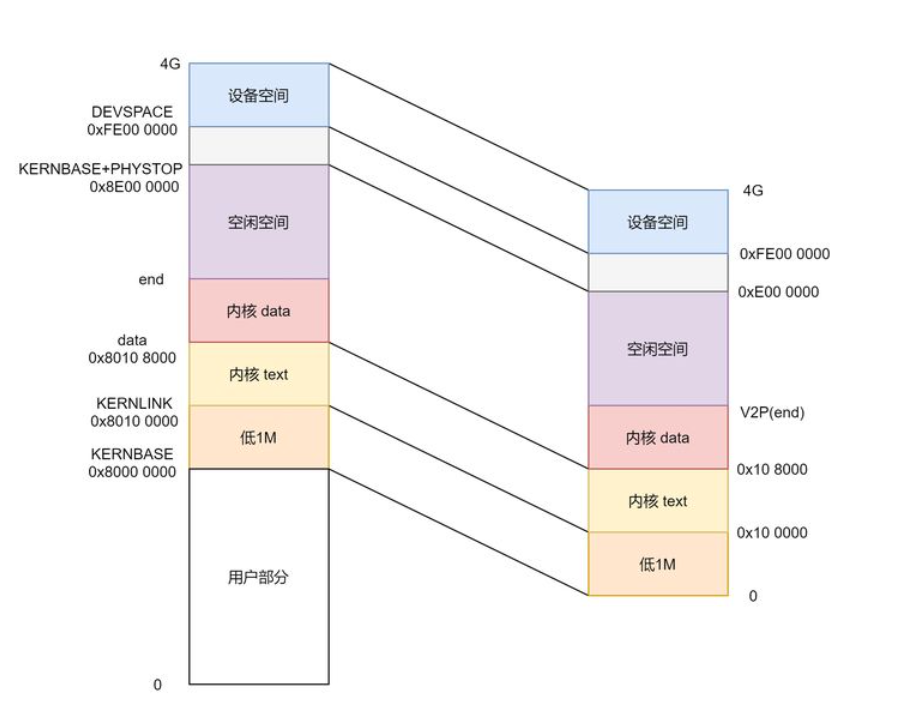 4G
设备空间
DEVSPACE
0xFE00 0000
KERNBASE+PHYSTOP
0x8E00 0000
空闲空间
end
内核 data
data
0x8010 8000
内核 text
KERNLINK
0x8010 0000
低1M
KERNBASE
0x8000 0000
用户部分
0
4G
设备空间
0xFE00 0000
0xE00 0000
空闲空间
V2P(end)
内核 data
0x10 8000
内核 text
0x10 0000
低1M
0